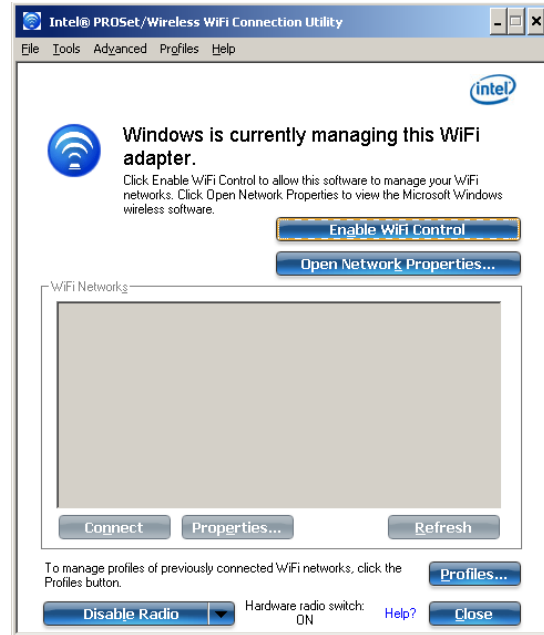 Intel® PROSet/Wireless WiFi Connection Utility
File Tools Advanced Profiles Help
intel
Windows is currently managing this WiFi
adapter.
Click Enable WiFi Control to allow this software to manage your WiFi
networks. Click Open Network Properties to view the Microsoft Windows
wireless software.
Enable WiFi Control
Open Network Properties...
WiFi Networks
Connect Properties... Refresh
To manage profiles of previously connected WiFi networks, click the
Profiles button.
Profiles...
Disable Radio
Hardware radio switch:
ON
Help?
Close